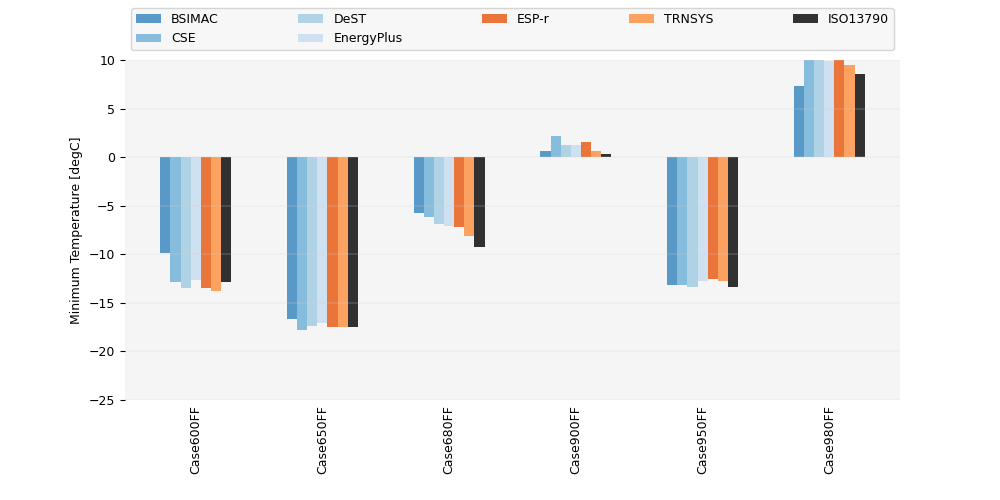 BSIMAC DeST ESP-r TRNSYS ISO13790
CSE EnergyPlus
Minimum Temperature [degC]
10
5
0
−5
−10
−15
−20
−25
Case600FF
Case650FF
Case680FF
Case900FF
Case950FF
Case980FF